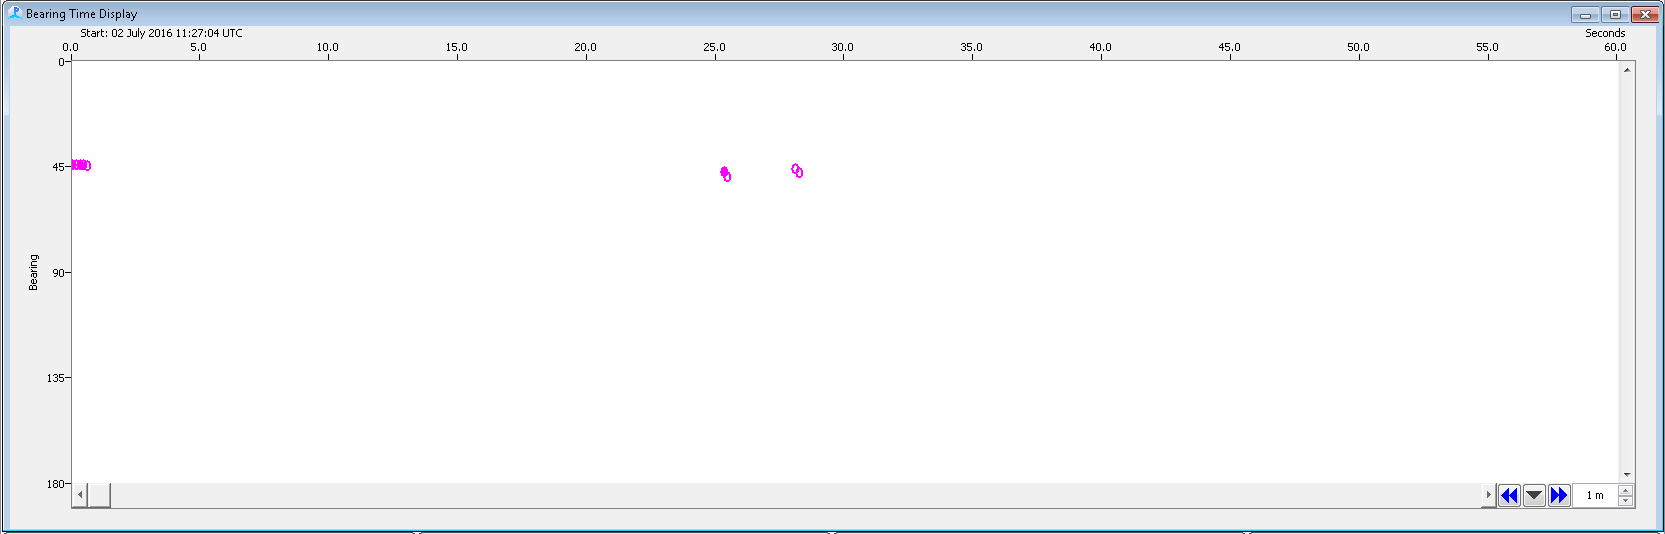 Bearing Time Display
Start: 02 July 2016 11:27:04 UTC
Seconds
0.0 5.0 10.0 15.0 20.0 25.0 30.0 35.0 40.0 45.0 50.0 55.0 60.0
0
45
90
135
180
Bearing
1 m